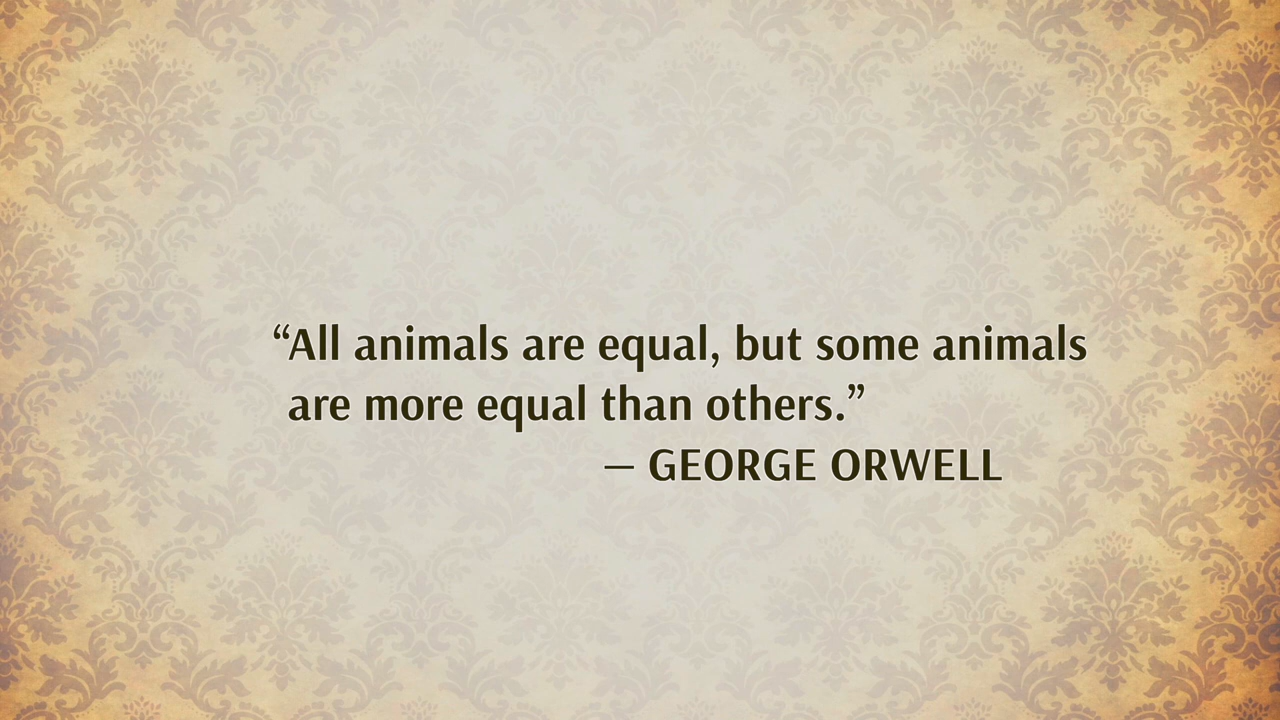 “All animals are equal, but some animals
are more equal than others.”
— GEORGE ORWELL